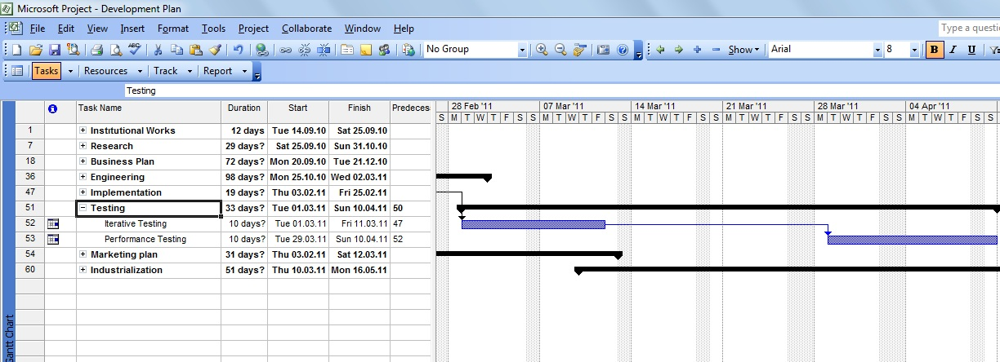 Microsoft Project - Development Plan
File Edit View Insert Format Tools Project Collaborate Window Help Type a questi
No Group Show Arial 8 B I U
Tasks Resources Track Report
Testing
Task Name Duration Start Finish Predeces 28 Feb '11 07 Mar '11 14 Mar '11 21 Mar '11 28 Mar '11 04 Apr '11
S M T W T F S S M T W T F S S M T W T F S S M T W T F S S M T W T F S S M T W T F S S
1 Institutional Works 12 days Tue 14.09.10 Sat 25.09.10
7 Research 29 days? Sat 25.09.10 Sun 31.10.10
18 Business Plan 72 days? Mon 20.09.10 Tue 21.12.10
36 Engineering 98 days? Mon 25.10.10 Wed 02.03.11
47 Implementation 19 days? Thu 03.02.11 Fri 25.02.11
51 Testing 33 days? Tue 01.03.11 Sun 10.04.11 50
52 Iterative Testing 10 days? Tue 01.03.11 Fri 11.03.11 47
53 Performance Testing 10 days? Tue 29.03.11 Sun 10.04.11 52
54 Marketing plan 31 days? Thu 03.02.11 Sat 12.03.11
60 Industrialization 51 days? Thu 10.03.11 Mon 16.05.11
Gantt Chart